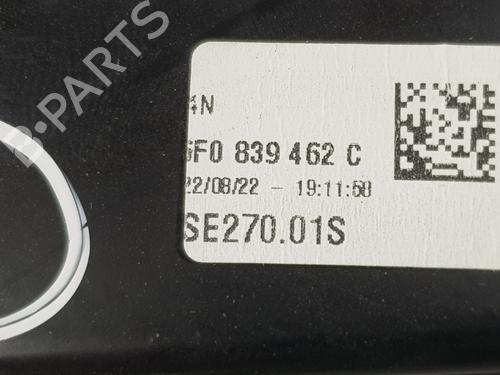 4N
6F0 839 462 C
22/08/22 - 19:11:58
SE270.01S
B-Parts